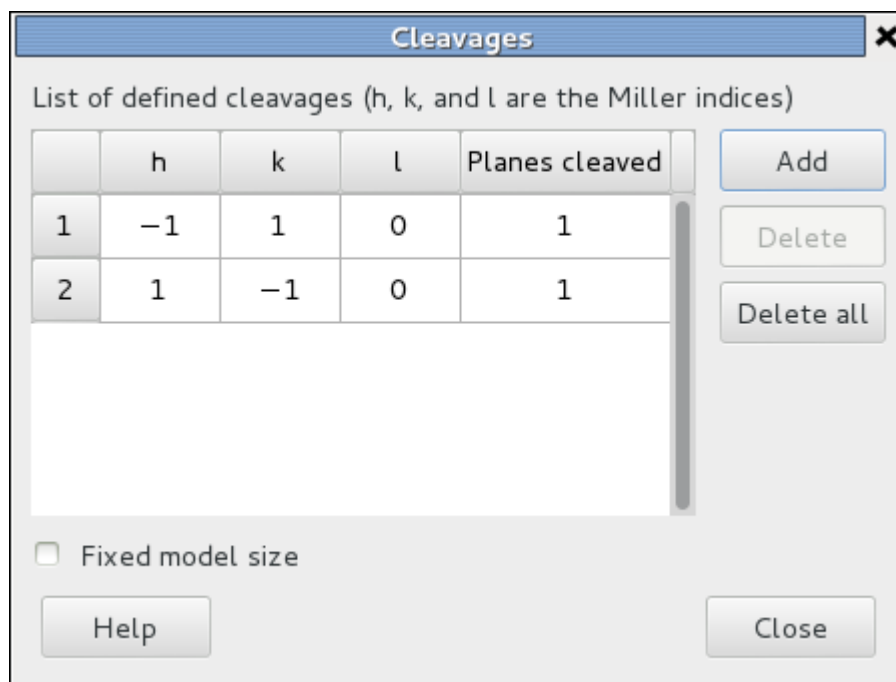 Cleavages
List of defined cleavages (h, k, and l are the Miller indices)
h k l Planes cleaved
1 −1 1 0 1
2 1 −1 0 1
Add
Delete
Delete all
Fixed model size
Help
Close